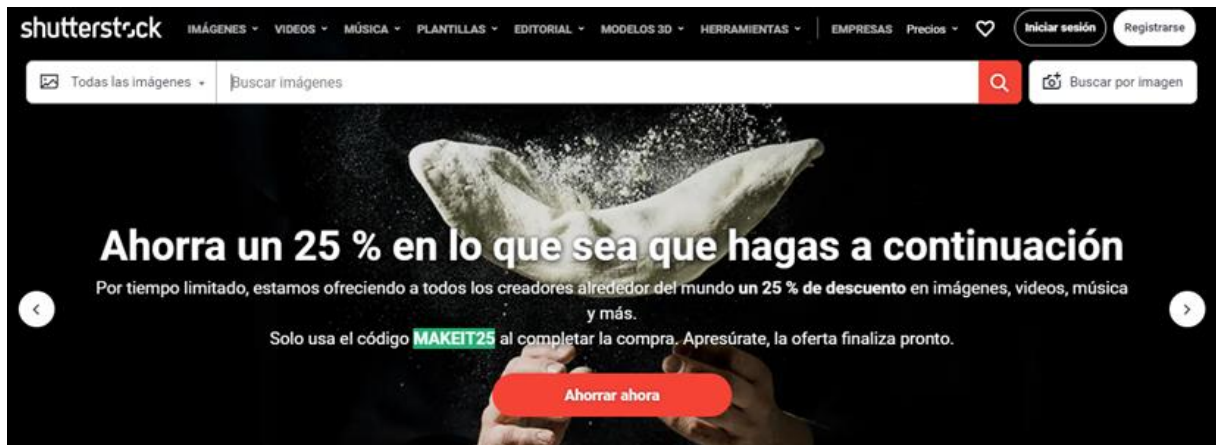 shutterstock IMÁGENES VIDEOS MÚSICA PLANTILLAS EDITORIAL MODELOS 3D HERRAMIENTAS EMPRESAS Precios Iniciar sesión Registrarse
Todas las imágenes Buscar imágenes Buscar por imagen
Ahorra un 25 % en lo que sea que hagas a continuación
Por tiempo limitado, estamos ofreciendo a todos los creadores alrededor del mundo un 25 % de descuento en imágenes, videos, música
y más.
Solo usa el código MAKEIT25 al completar la compra. Apresúrate, la oferta finaliza pronto.
Ahorrar ahora